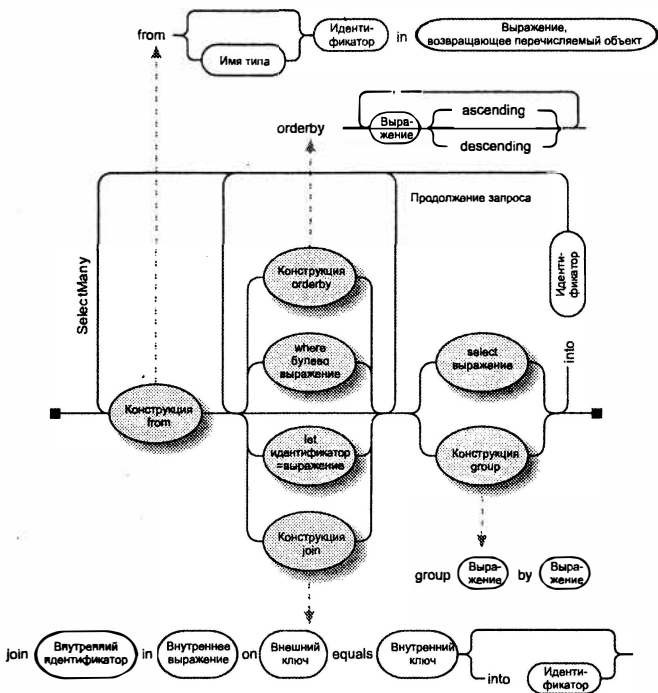 from
Имя типа
Иденти-
фикатор
in
Выражение,
возвращающее перечисляемый объект
orderby
Выра-
жение
ascending
descending
Продолжение запроса
SelectMany
Иденти-
фикатор
into
Конструкция
orderby
where
булево
выражение
select
выражение
Конструкция
from
let
идентификатор
=выражение
Конструкция
group
Конструкция
join
group
Выра-
жение
by
Выра-
жение
join
Внутренний
идентификатор
in
Внутреннее
выражение
on
Внешний
ключ
equals
Внутренний
ключ
into
Иденти-
фикатор